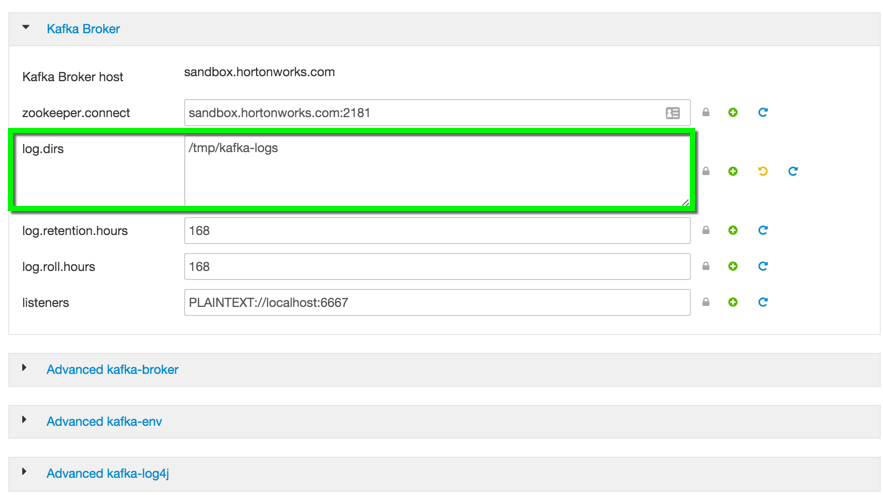 Kafka Broker
Kafka Broker host sandbox.hortonworks.com
zookeeper.connect sandbox.hortonworks.com:2181
log.dirs /tmp/kafka-logs
log.retention.hours 168
log.roll.hours 168
listeners PLAINTEXT://localhost:6667
Advanced kafka-broker
Advanced kafka-env
Advanced kafka-log4j